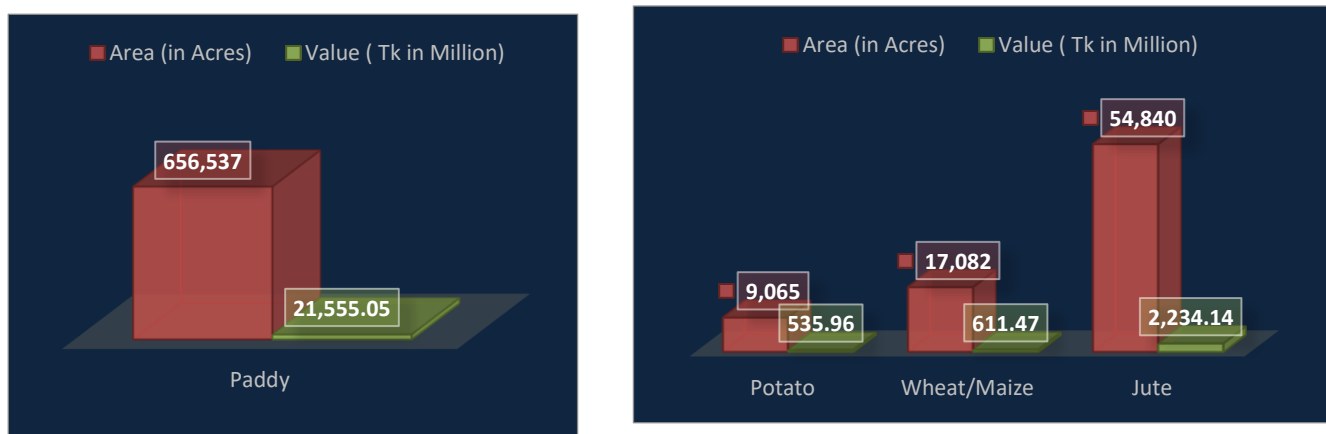 Area (in Acres) Value ( Tk in Million)
656,537
21,555.05
Paddy
Area (in Acres) Value ( Tk in Million)
54,840
17,082
9,065
535.96 611.47 2,234.14
Potato Wheat/Maize Jute